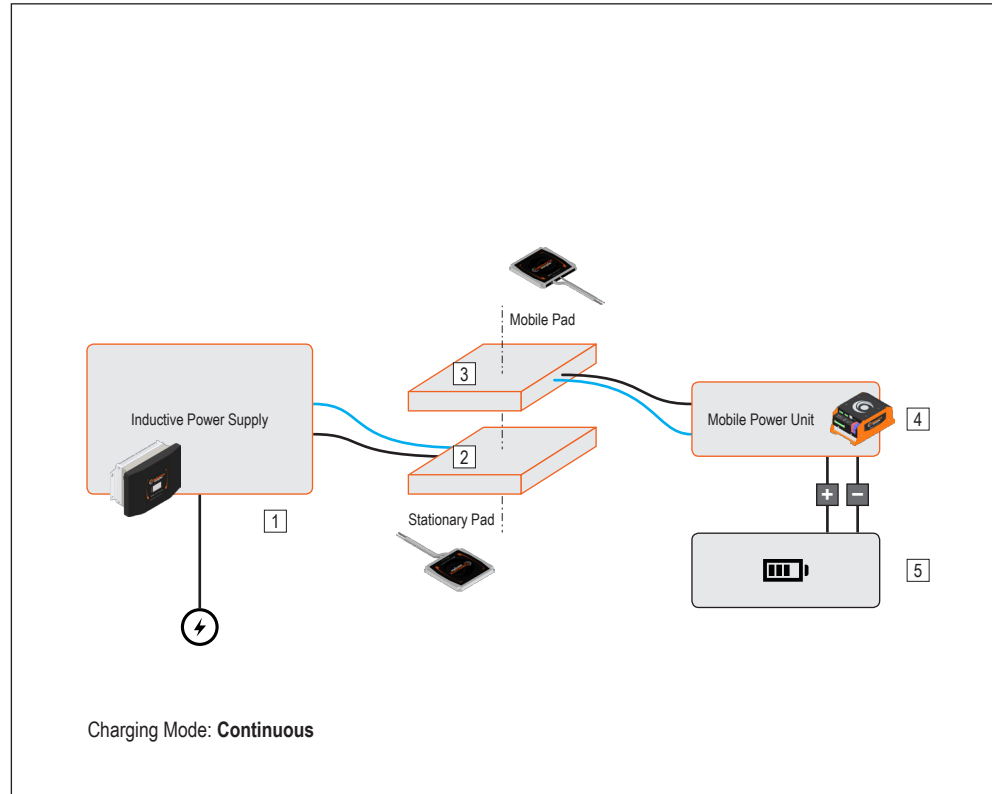 Mobile Pad
3
Inductive Power Supply
Mobile Power Unit
4
2
1
Stationary Pad
5
Charging Mode: Continuous